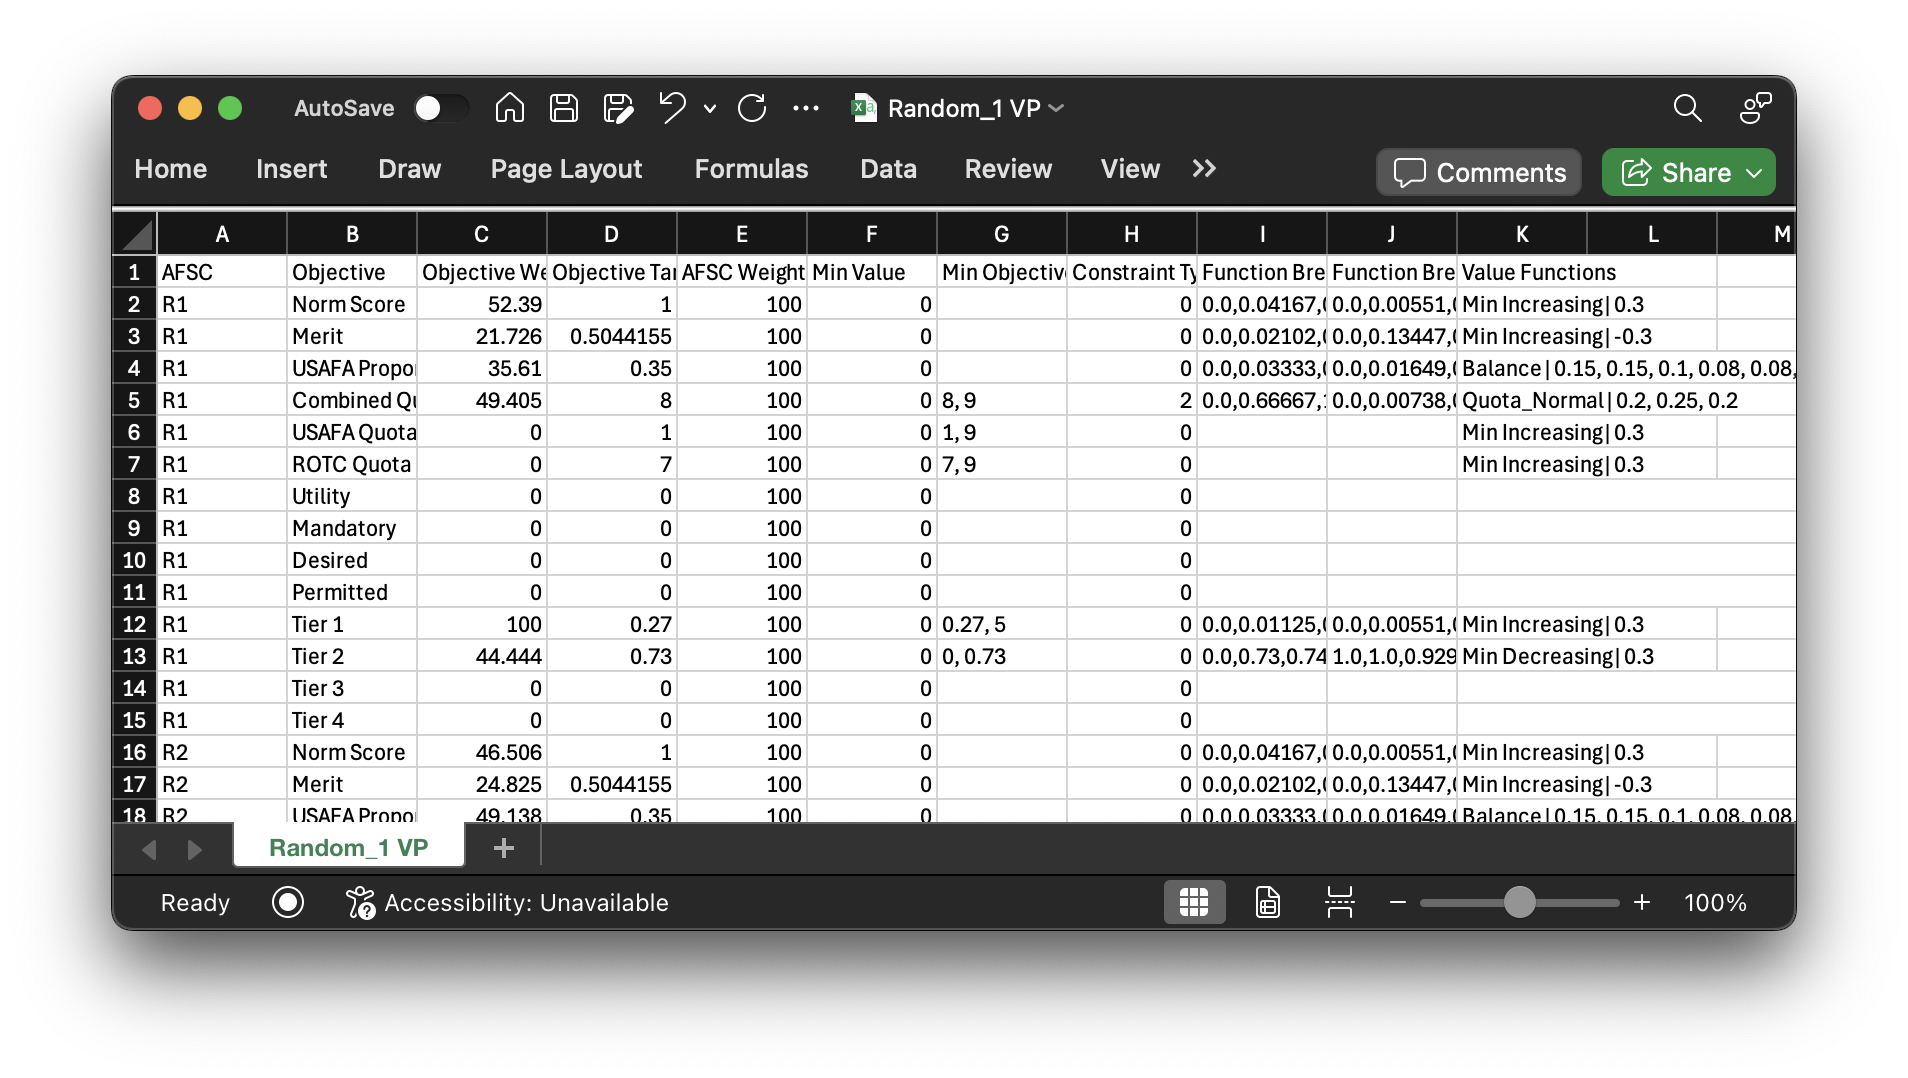 AutoSave Random_1 VP
Home Insert Draw Page Layout Formulas Data Review View Comments Share
A B C D E F G H I J K L M
1 AFSC Objective Objective We Objective Tar AFSC Weight Min Value Min Objectiv Constraint Ty Function Bre Function Bre Value Functions
2 R1 Norm Score 52.39 1 100 0 0 0.0,0.04167,0 0.0,0.00551,0 Min Increasing|0.3
3 R1 Merit 21.726 0.5044155 100 0 0 0.0,0.02102,0 0.0,0.13447,0 Min Increasing|-0.3
4 R1 USAFA Propo 35.61 0.35 100 0 0 0.0,0.03333,0 0.0,0.01649,0 Balance|0.15, 0.15, 0.1, 0.08, 0.08,
5 R1 Combined Qu 49.405 8 100 0 8, 9 2 0.0,0.66667,1 0.0,0.00738,0 Quota_Normal|0.2, 0.25, 0.2
6 R1 USAFA Quota 0 1 100 0 1, 9 0 Min Increasing|0.3
7 R1 ROTC Quota 0 7 100 0 7, 9 0 Min Increasing|0.3
8 R1 Utility 0 0 100 0 0
9 R1 Mandatory 0 0 100 0 0
10 R1 Desired 0 0 100 0 0
11 R1 Permitted 0 0 100 0 0
12 R1 Tier 1 100 0.27 100 0 0.27, 5 0 0.0,0.01125,0 0.0,0.00551,0 Min Increasing|0.3
13 R1 Tier 2 44.444 0.73 100 0 0, 0.73 0 0.0,0.73,0.74 1.0,1.0,0.929 Min Decreasing|0.3
14 R1 Tier 3 0 0 100 0 0
15 R1 Tier 4 0 0 100 0 0
16 R2 Norm Score 46.506 1 100 0 0 0.0,0.04167,0 0.0,0.00551,0 Min Increasing|0.3
17 R2 Merit 24.825 0.5044155 100 0 0 0.0,0.02102,0 0.0,0.13447,0 Min Increasing|-0.3
18 R2 USAFA Propo 49.138 0.35 100 0 0 0.0,0.03333,0 0.0,0.01649,0 Balance|0.15, 0.15, 0.1, 0.08, 0.08,
Random_1 VP
Ready Accessibility: Unavailable 100%